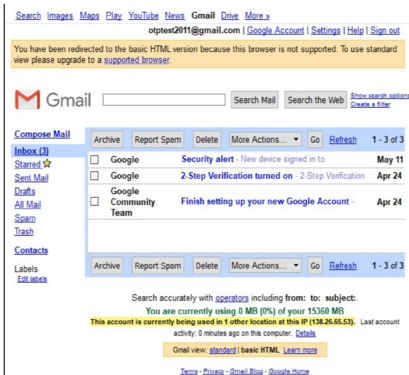 Search Images Maps Play YouTube News Gmail Drive More »
otptest2011@gmail.com | Google Account | Settings | Help | Sign out
You have been redirected to the basic HTML version because this browser is not supported. To use standard
view please upgrade to a supported browser.
Gmail Search Mail Search the Web Show search options
Create a filter
Compose Mail
Inbox (3)
Starred
Sent Mail
Drafts
All Mail
Spam
Trash
Contacts
Labels
Edit labels
Archive Report Spam Delete More Actions... Go Refresh 1 - 3 of 3
Google Security alert - New device signed in to May 11
Google 2-Step Verification turned on - 2-Step Verification Apr 24
Google
Community Finish setting up your new Google Account - Apr 24
Team
Archive Report Spam Delete More Actions... Go Refresh 1 - 3 of 3
Search accurately with operators including from: to: subject:.
You are currently using 0 MB (0%) of your 15360 MB
This account is currently being used in 1 other location at this IP (138.26.65.53). Last account
activity: 0 minutes ago on this computer. Details
Gmail view: standard | basic HTML Learn more
Terms - Privacy - Gmail Blog - Google Home